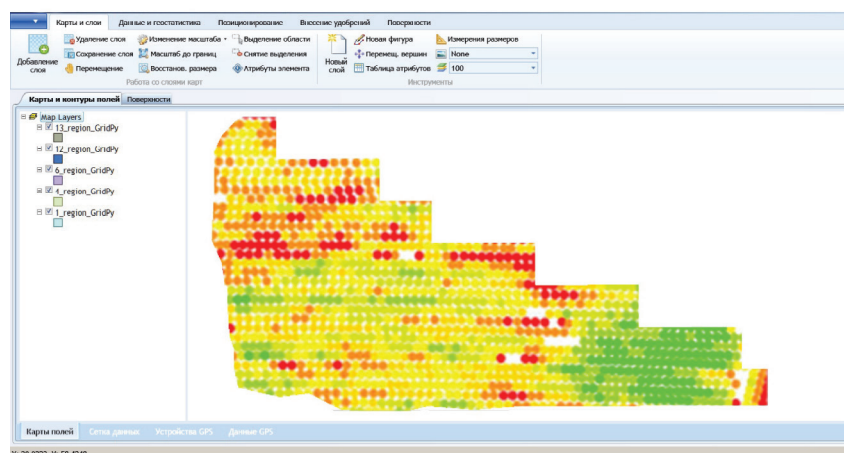 Карты и слои Данные и геостатистика Позиционирование Внесение удобрений Поверхности
Добавление слоя
Удаление слоя
Сохранение слоя
Перемещение
Изменение масштаба
Масштаб до границ
Восстанов. размера
Выделение области
Снятие выделения
Атрибуты элемента
Работа со слоями карт
Новый слой
Новая фигура
Перемещ. вершин
Таблица атрибутов
Измерения размеров
None
100
Инструменты
Карты и контуры полей Поверхности
Map Layers
13_region_GridPy
12_region_GridPy
6_region_GridPy
4_region_GridPy
1_region_GridPy
Карты полей Сетка данных Устройства GPS Данные GPS